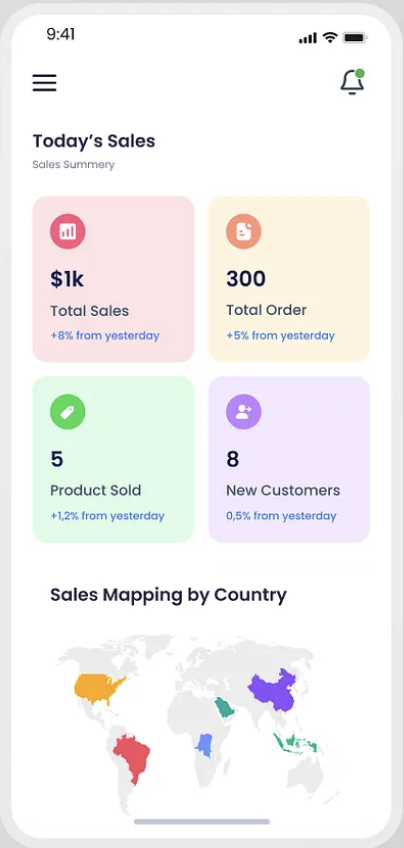 9:41
Today's Sales
Sales Summery
$1k
Total Sales
+8% from yesterday
300
Total Order
+5% from yesterday
5
Product Sold
+1,2% from yesterday
8
New Customers
0,5% from yesterday
Sales Mapping by Country